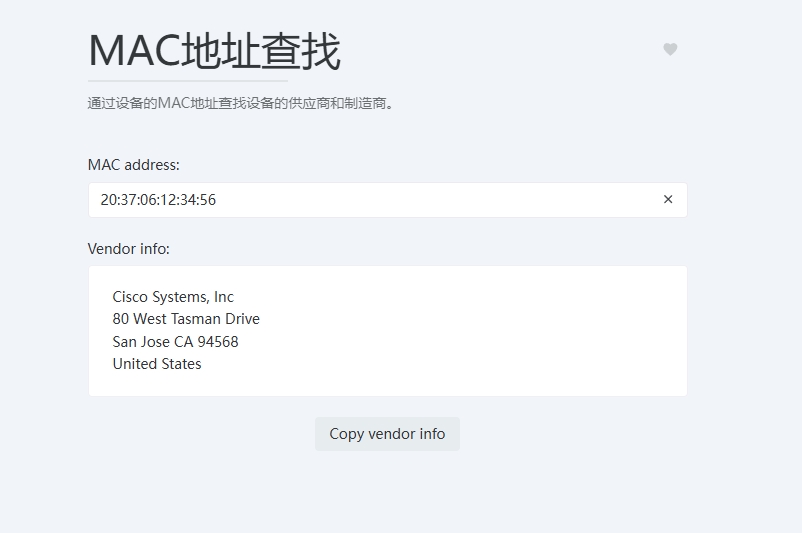 MAC地址查找
通过设备的MAC地址查找设备的供应商和制造商。
MAC address:
20:37:06:12:34:56
Vendor info:
Cisco Systems, Inc
80 West Tasman Drive
San Jose CA 94568
United States
Copy vendor info